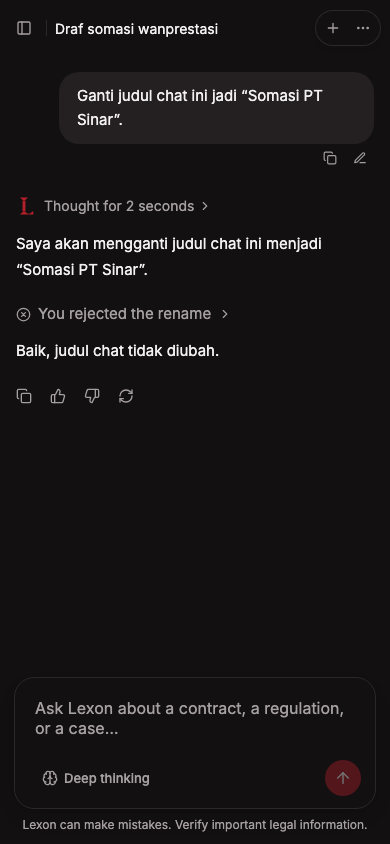 Draf somasi wanprestasi
Ganti judul chat ini jadi “Somasi PT
Sinar”.
L Thought for 2 seconds
Saya akan mengganti judul chat ini menjadi
“Somasi PT Sinar”.
You rejected the rename
Baik, judul chat tidak diubah.
Ask Lexon about a contract, a regulation,
or a case...
Deep thinking
Lexon can make mistakes. Verify important legal information.